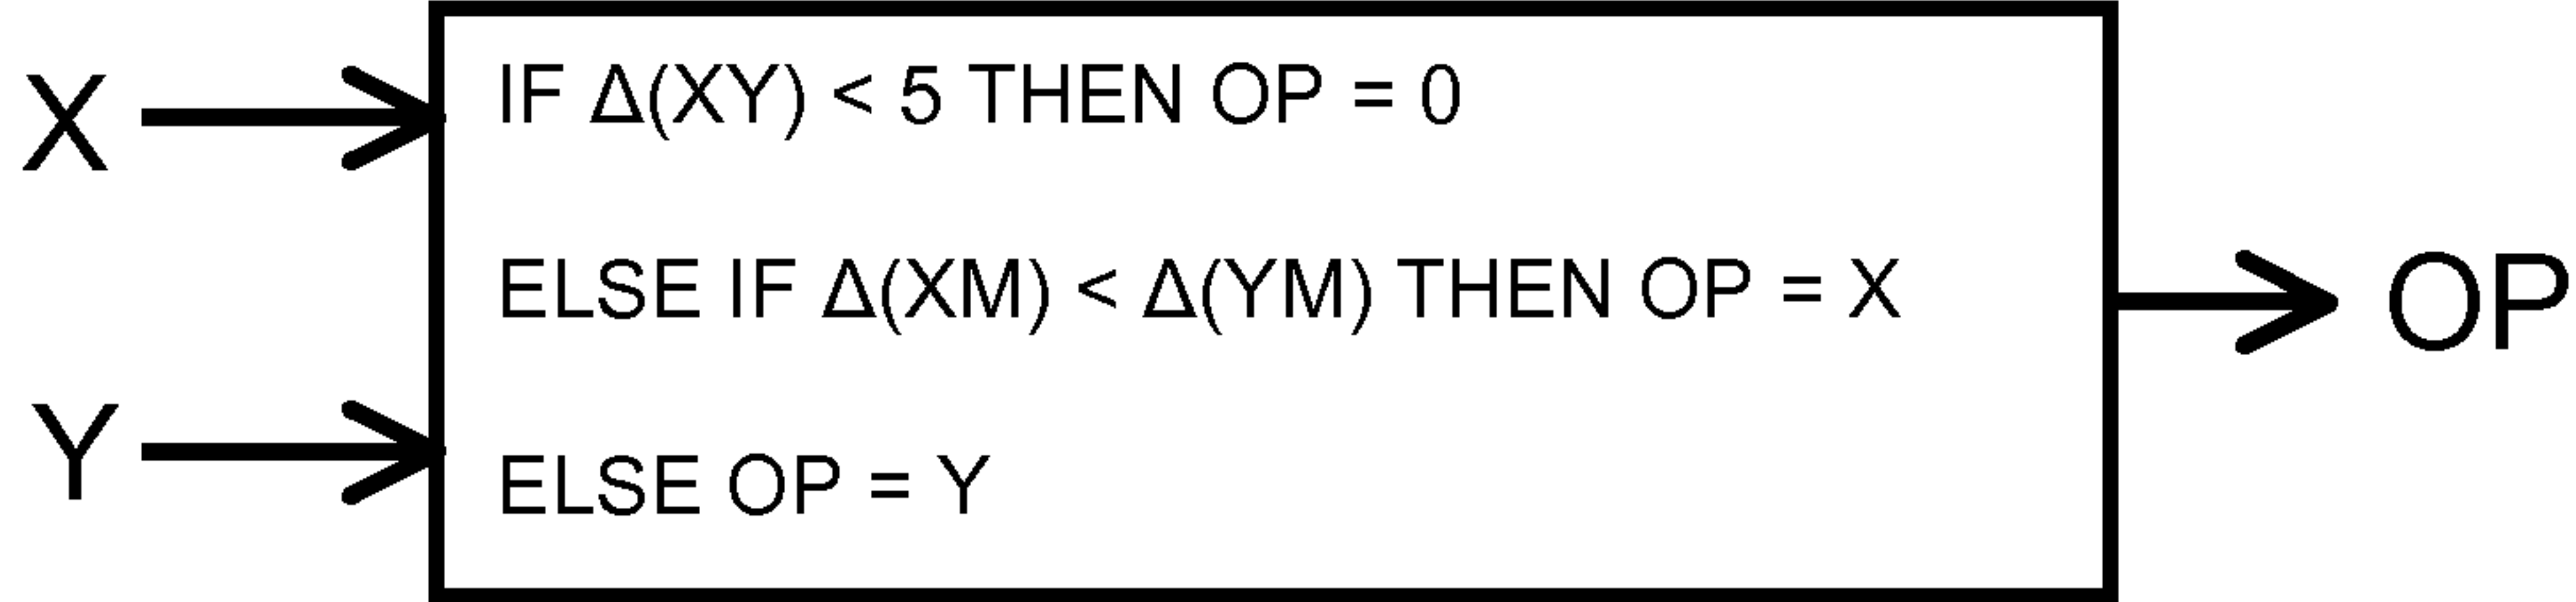 X
IF Δ(XY) < 5 THEN OP = 0
ELSE IF Δ(XM) < Δ(YM) THEN OP = X
OP
Y
ELSE OP = Y